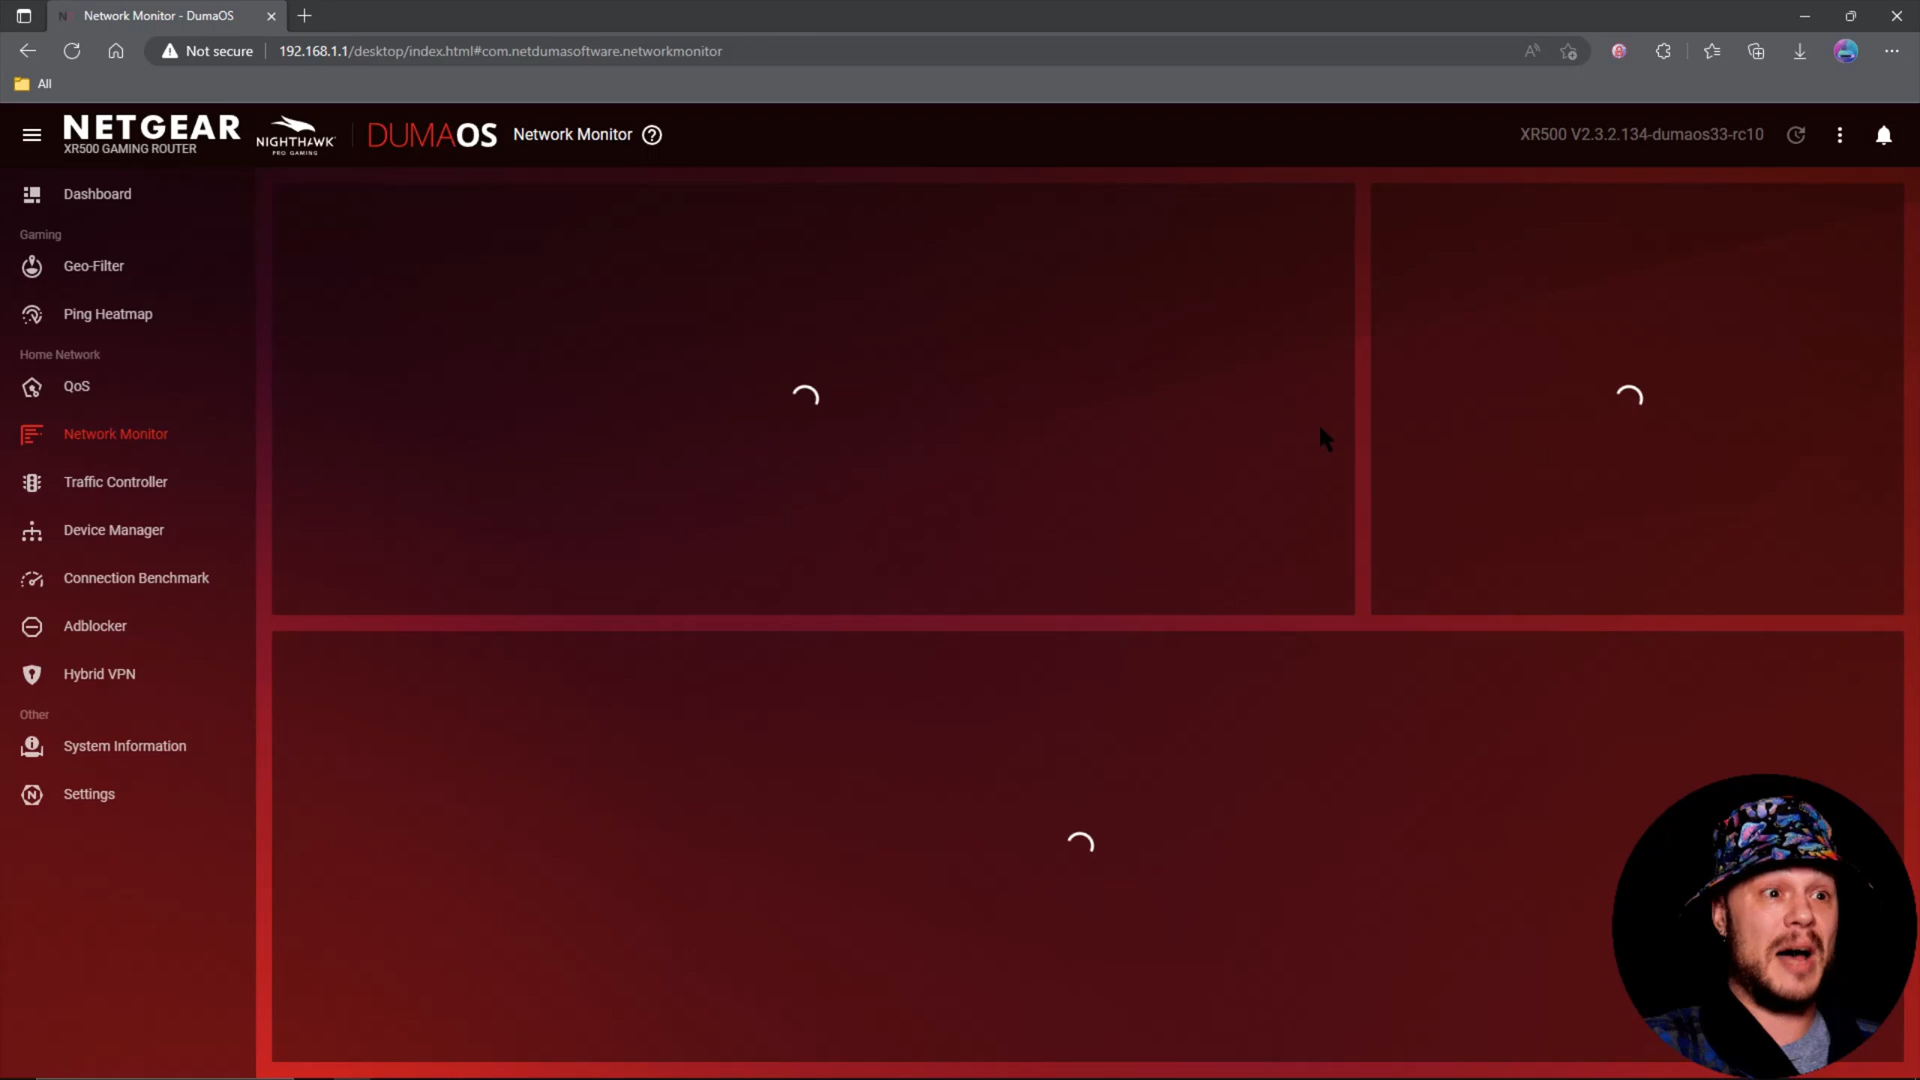 Network Monitor - DumaOS
Not secure
192.168.1.1/desktop/index.html#com.netdumasoftware.networkmonitor
All
NETGEAR
XR500 GAMING ROUTER
NIGHTHAWK
PRO GAMING
DUMAOS
Network Monitor
XR500 V2.3.2.134-dumaos33-rc10
Dashboard
Gaming
Geo-Filter
Ping Heatmap
Home Network
QoS
Network Monitor
Traffic Controller
Device Manager
Connection Benchmark
Adblocker
Hybrid VPN
Other
System Information
Settings